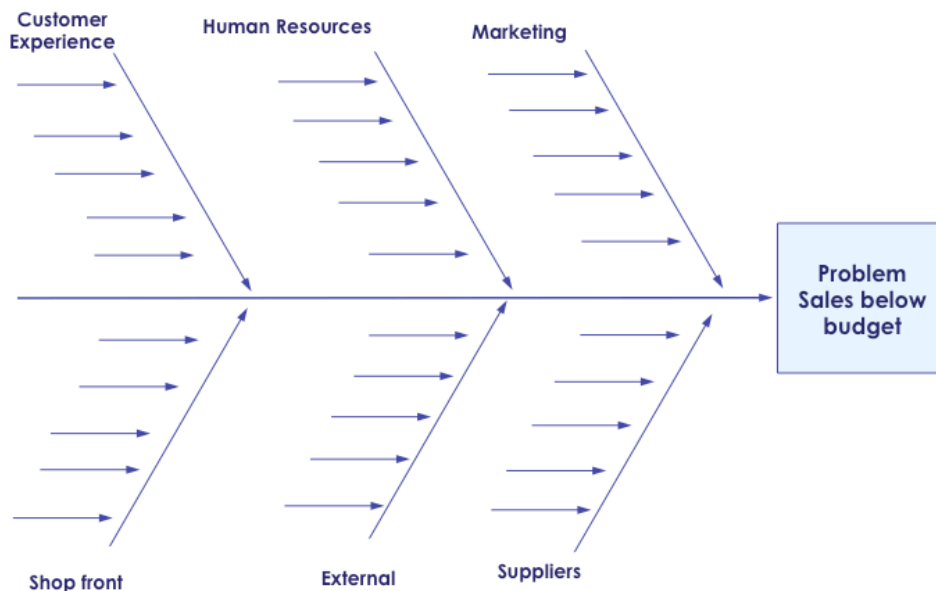 Customer
Experience
Human Resources
Marketing
Problem
Sales below
budget
Shop front
External
Suppliers